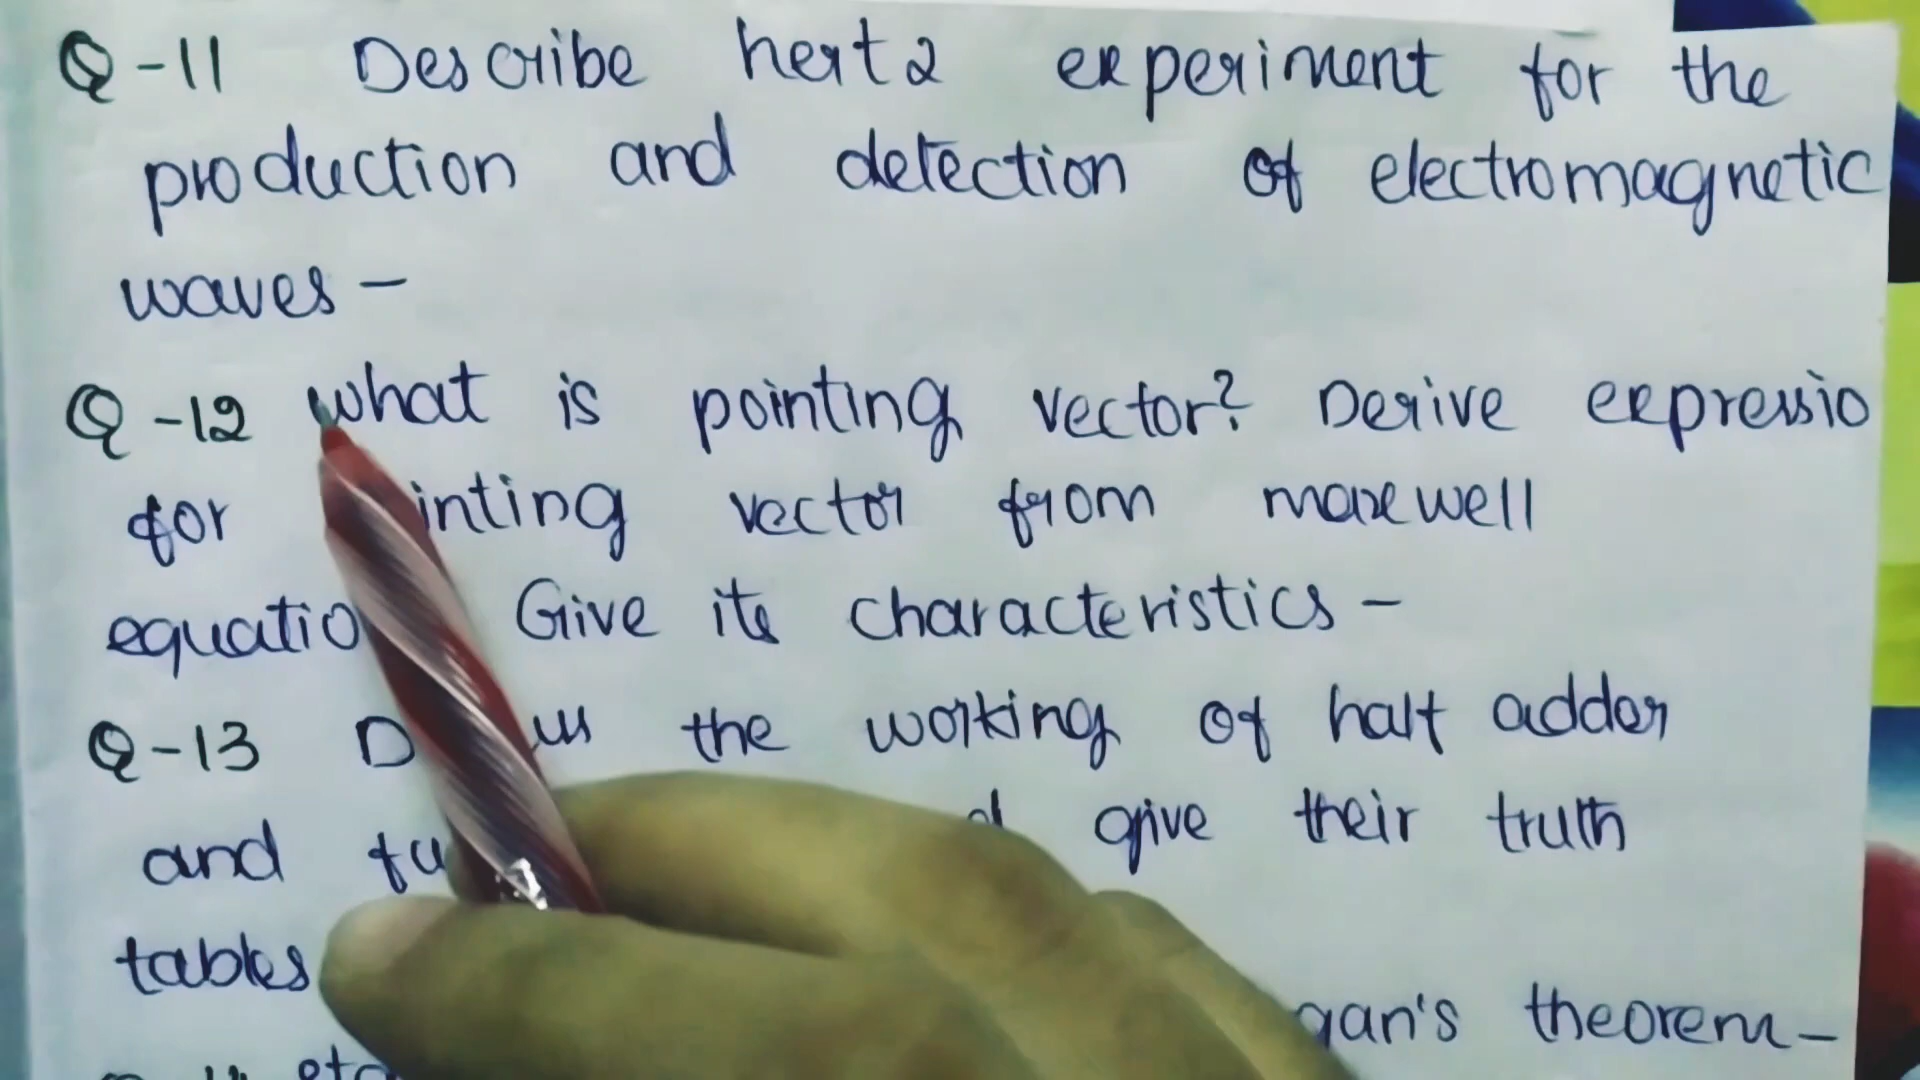 Q-11 Describe hertz experiment for the
production and detection of electromagnetic
waves -
Q-12 what is pointing vector? Derive expressio
for inting vector from maxwell
equatio Give its characteristics -
Q-13 the working of half adder
and give their truth
tables
gan's theorem -